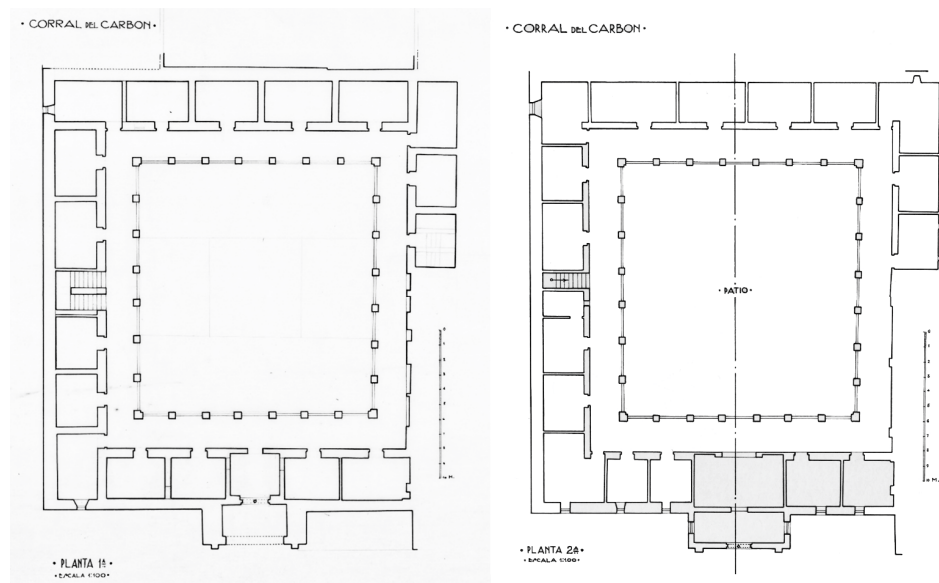 • CORRAL DEL CARBON •
• PLANTA 1ª •
• ESCALA 1:100 •
M.
• CORRAL DEL CARBON •
• PATIO •
M.
• PLANTA 2ª •
• ESCALA 1:100 •